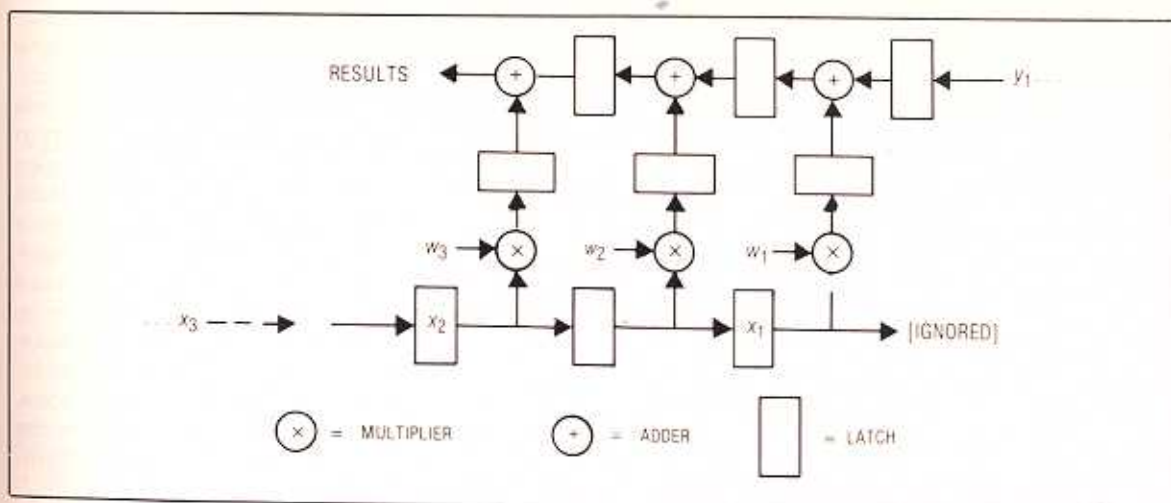 RESULTS
y₁
w₃
w₂
w₁
x₃
x₂
x₁
[IGNORED]
× = MULTIPLIER
+ = ADDER
= LATCH